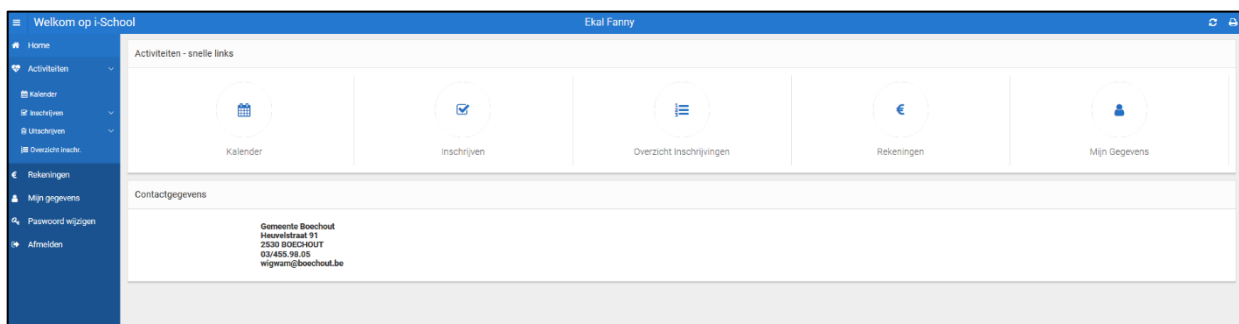 Welkom op i-School
Ekal Fanny
Home
Activiteiten
Kalender
Inschrijven
Uitschrijven
Overzicht inschr.
Rekeningen
Mijn gegevens
Paswoord wijzigen
Afmelden
Activiteiten - snelle links
Kalender
Inschrijven
Overzicht Inschrijvingen
Rekeningen
Mijn Gegevens
Contactgegevens
Gemeente Boechout
Heuvelstraat 91
2530 BOECHOUT
03/455.98.05
wigwam@boechout.be